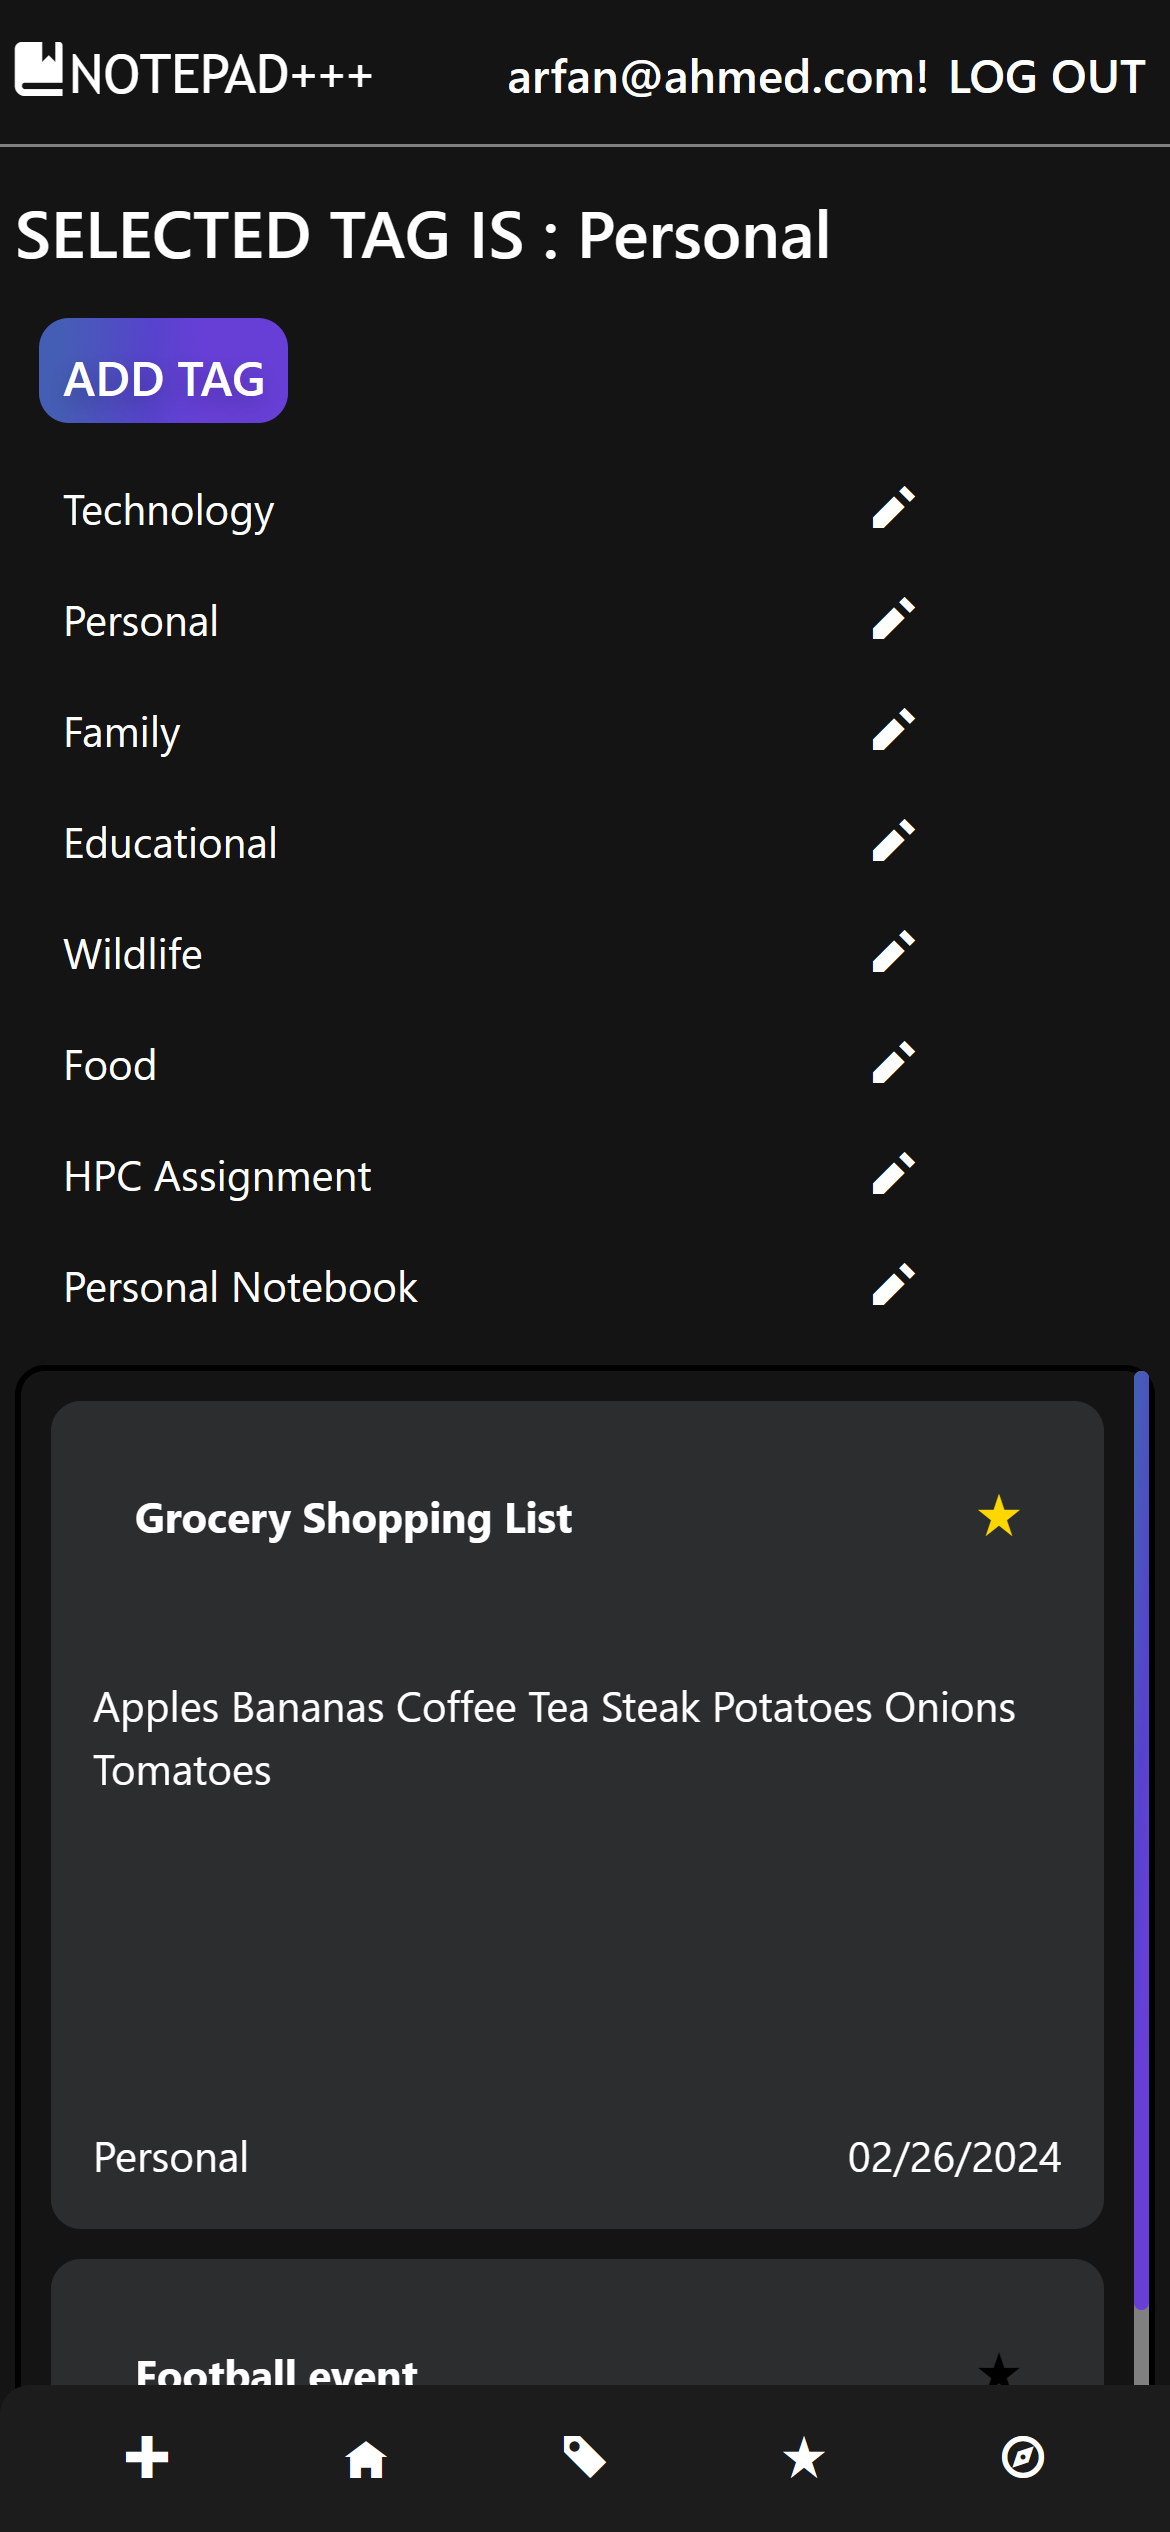 NOTEPAD+++ arfan@ahmed.com! LOG OUT
SELECTED TAG IS : Personal
ADD TAG
Technology
Personal
Family
Educational
Wildlife
Food
HPC Assignment
Personal Notebook
Grocery Shopping List
Apples Bananas Coffee Tea Steak Potatoes Onions
Tomatoes
Personal 02/26/2024
Football event